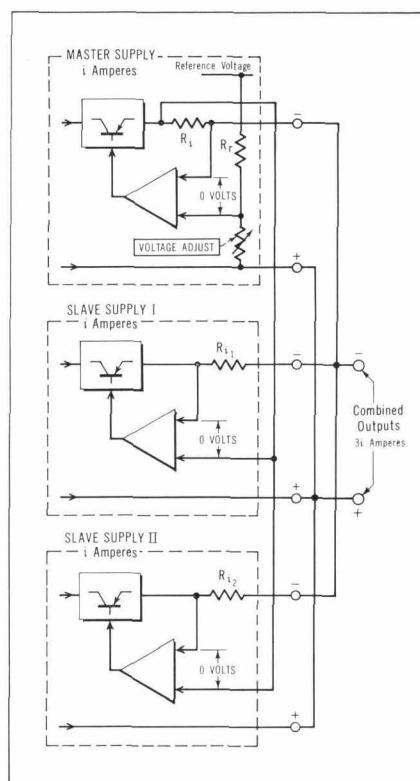 MASTER SUPPLY
i Amperes
Reference Voltage
−
R_i
R_r
0 VOLTS
VOLTAGE ADJUST
+
SLAVE SUPPLY I
i Amperes
R_i1
−
−
0 VOLTS
Combined
Outputs
3i Amperes
+
+
SLAVE SUPPLY II
i Amperes
R_i2
−
0 VOLTS
+